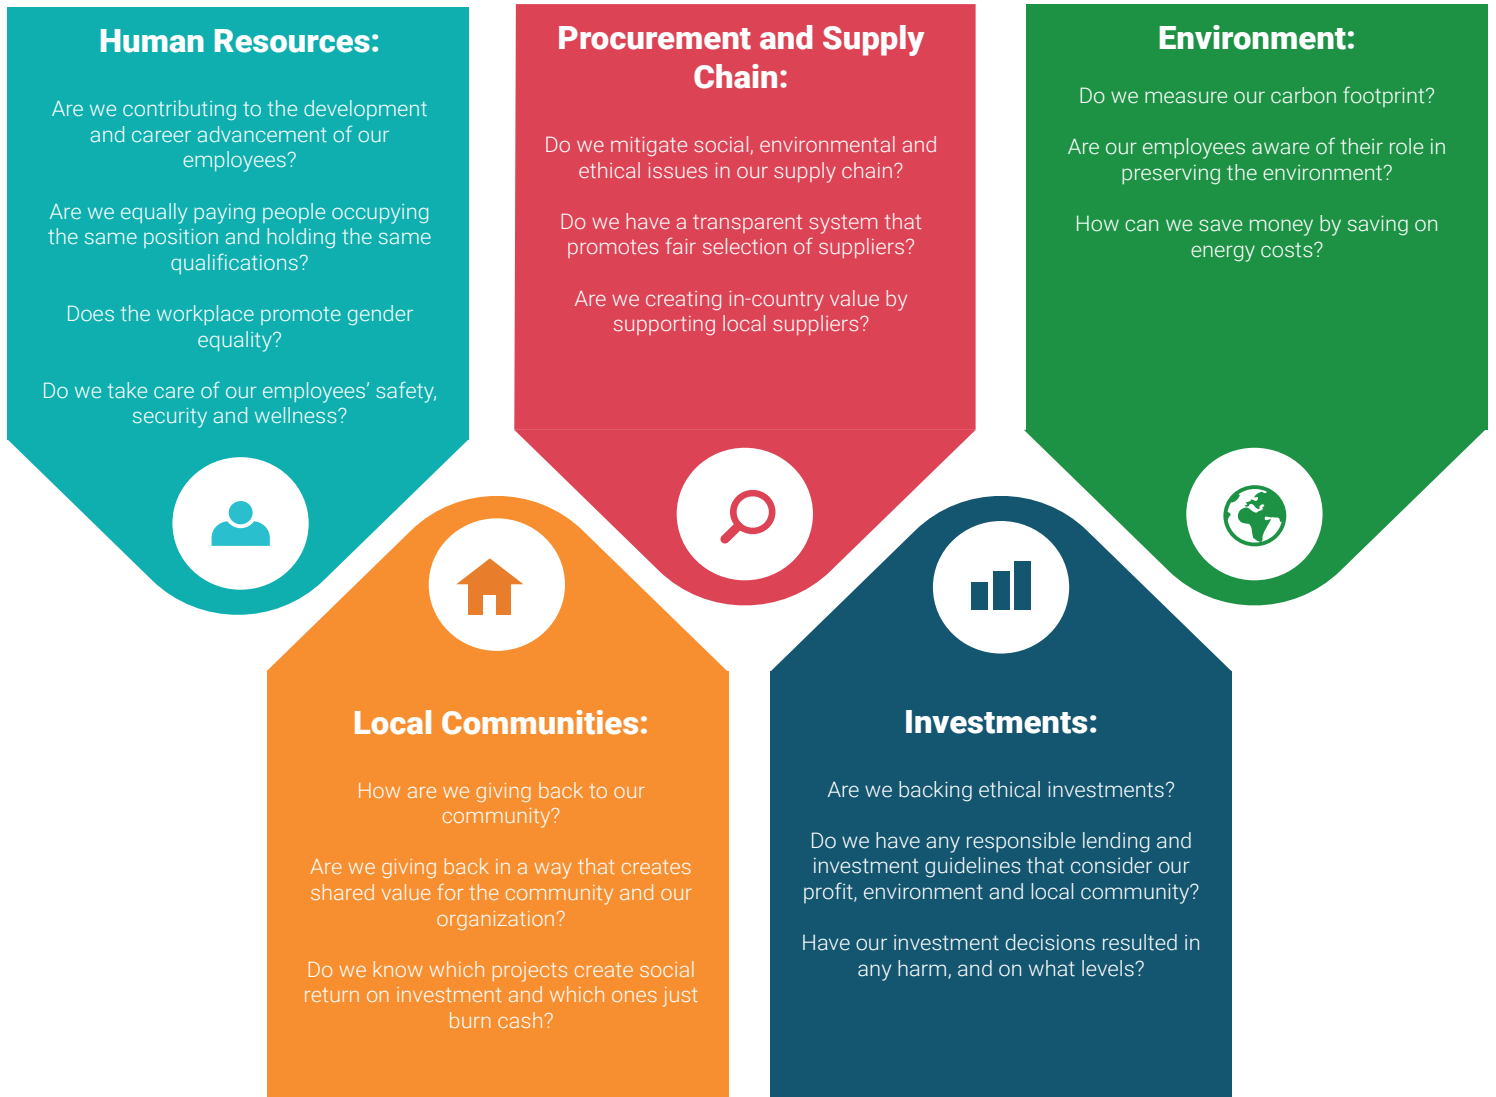 Human Resources:
Are we contributing to the development
and career advancement of our
employees?
Are we equally paying people occupying
the same position and holding the same
qualifications?
Does the workplace promote gender
equality?
Do we take care of our employees’ safety,
security and wellness?
Procurement and Supply
Chain:
Do we mitigate social, environmental and
ethical issues in our supply chain?
Do we have a transparent system that
promotes fair selection of suppliers?
Are we creating in-country value by
supporting local suppliers?
Environment:
Do we measure our carbon footprint?
Are our employees aware of their role in
preserving the environment?
How can we save money by saving on
energy costs?
Local Communities:
How are we giving back to our
community?
Are we giving back in a way that creates
shared value for the community and our
organization?
Do we know which projects create social
return on investment and which ones just
burn cash?
Investments:
Are we backing ethical investments?
Do we have any responsible lending and
investment guidelines that consider our
profit, environment and local community?
Have our investment decisions resulted in
any harm, and on what levels?